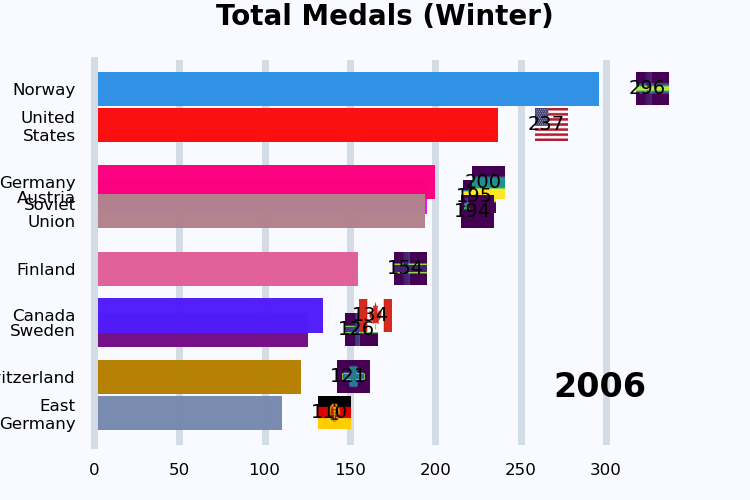 Total Medals (Winter)
Norway
296
United
States
237
Germany
200
Austria
195
Soviet
Union
194
Finland
154
Canada
134
Sweden
126
itzerland
121
East
Germany
110
2006
0 50 100 150 200 250 300